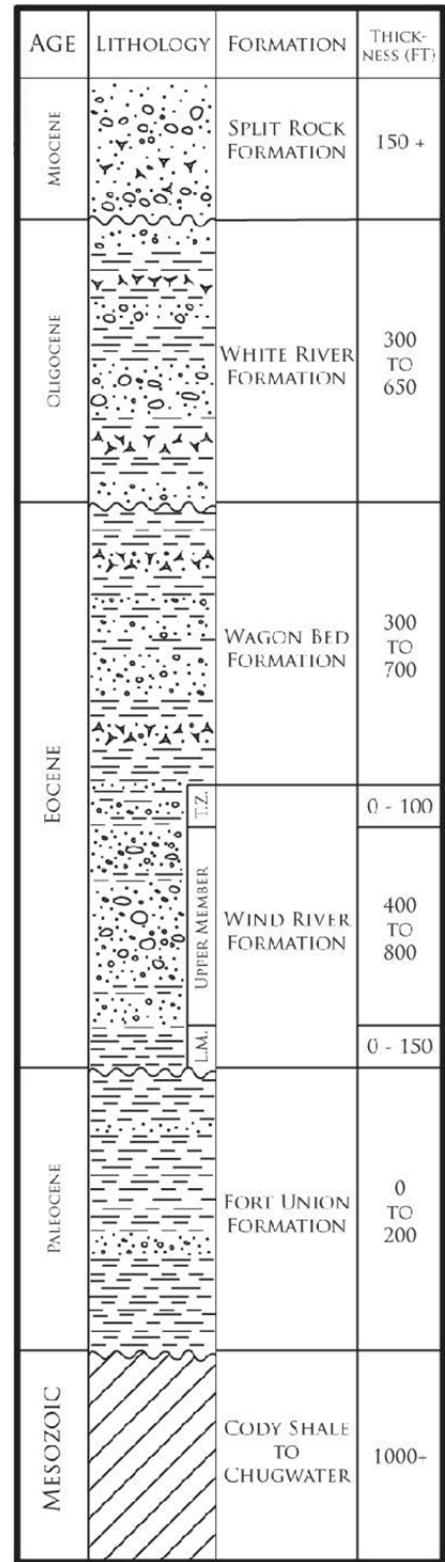 AGE LITHOLOGY FORMATION THICK-
NESS (FT)
MIOCENE
SPLIT ROCK
FORMATION
150 +
OLIGOCENE
WHITE RIVER
FORMATION
300
TO
650
EOCENE
WAGON BED
FORMATION
300
TO
700
T.Z.
0 - 100
UPPER MEMBER
WIND RIVER
FORMATION
400
TO
800
L.M.
0 - 150
PALEOCENE
FORT UNION
FORMATION
0
TO
200
MESOZOIC
CODY SHALE
TO
CHUGWATER
1000+